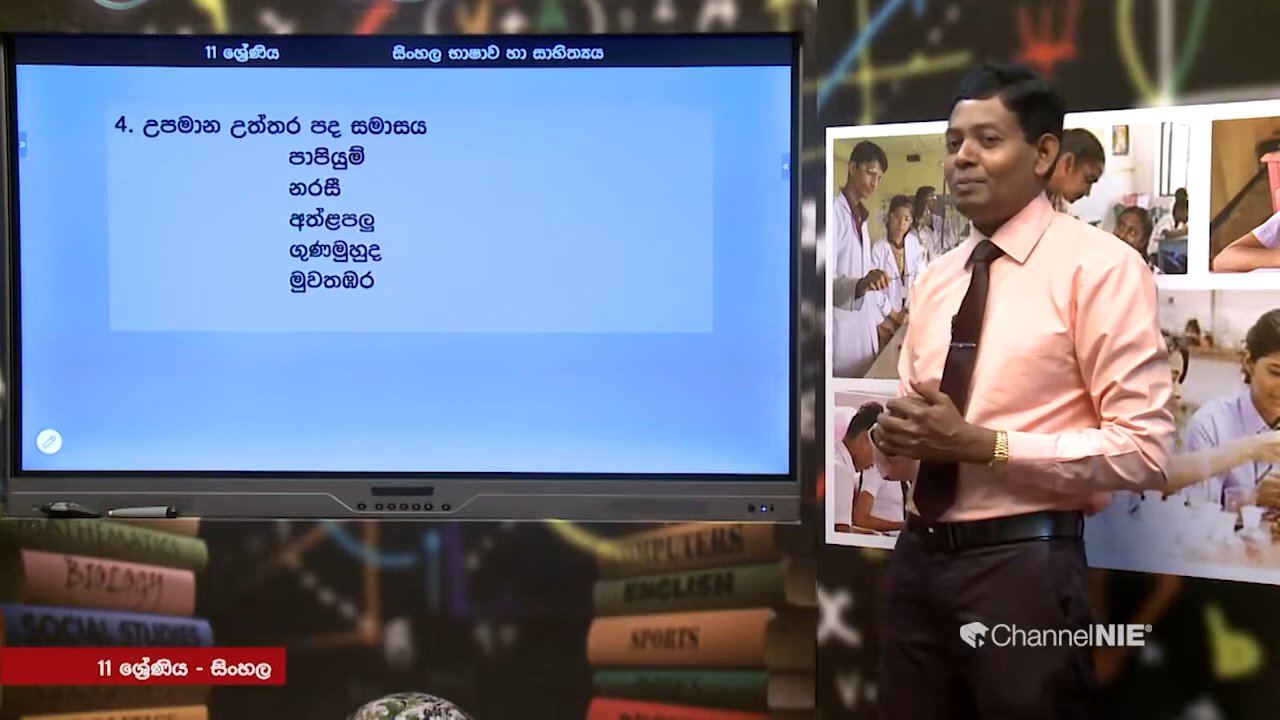 11 ශ්‍රේණිය
සිංහල භාෂාව හා සාහිත්‍යය
4. උපමාන උත්තර පද සමාසය
පාපියුම්
නරසී
අත්ළපලු
ගුණමුහුද
මුවතඹර
MATHEMATICS
BIOLOGY
SOCIAL STUDIES
COMPUTERS
ENGLISH
SPORTS
ChannelNIE®
11 ශ්‍රේණිය - සිංහල